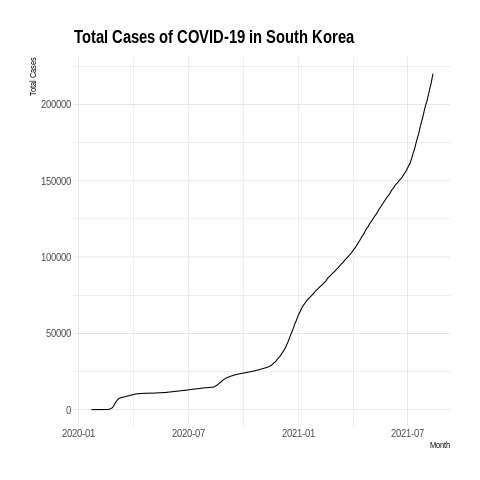 Total Cases of COVID-19 in South Korea
Total Cases
200000
150000
100000
50000
0
2020-01 2020-07 2021-01 2021-07
Month